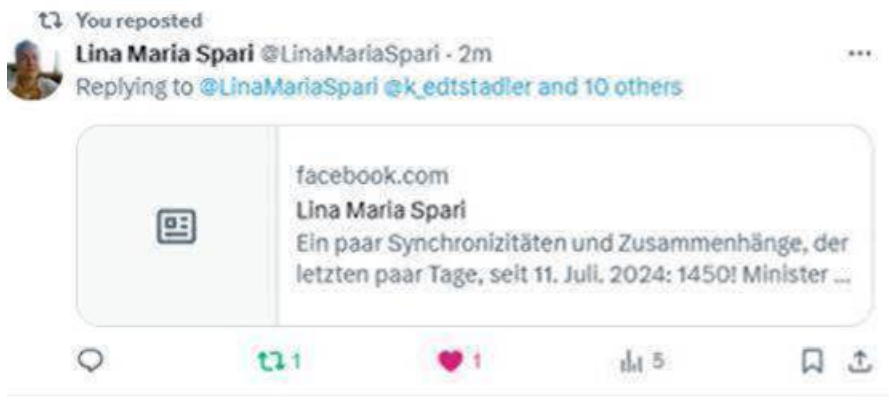 You reposted
Lina Maria Spari @LinaMariaSpari · 2m
Replying to @LinaMariaSpari @k_edtstadler and 10 others
facebook.com
Lina Maria Spari
Ein paar Synchronizitäten und Zusammenhänge, der
letzten paar Tage, seit 11. Juli. 2024: 1450! Minister ...
1 1 5